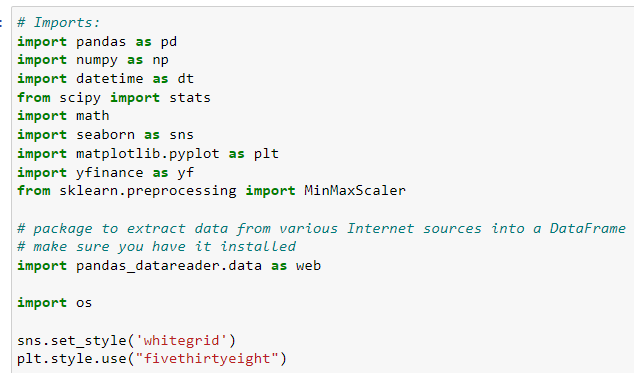 # Imports:
import pandas as pd
import numpy as np
import datetime as dt
from scipy import stats
import math
import seaborn as sns
import matplotlib.pyplot as plt
import yfinance as yf
from sklearn.preprocessing import MinMaxScaler
# package to extract data from various Internet sources into a DataFrame
# make sure you have it installed
import pandas_datareader.data as web
import os
sns.set_style('whitegrid')
plt.style.use("fivethirtyeight")